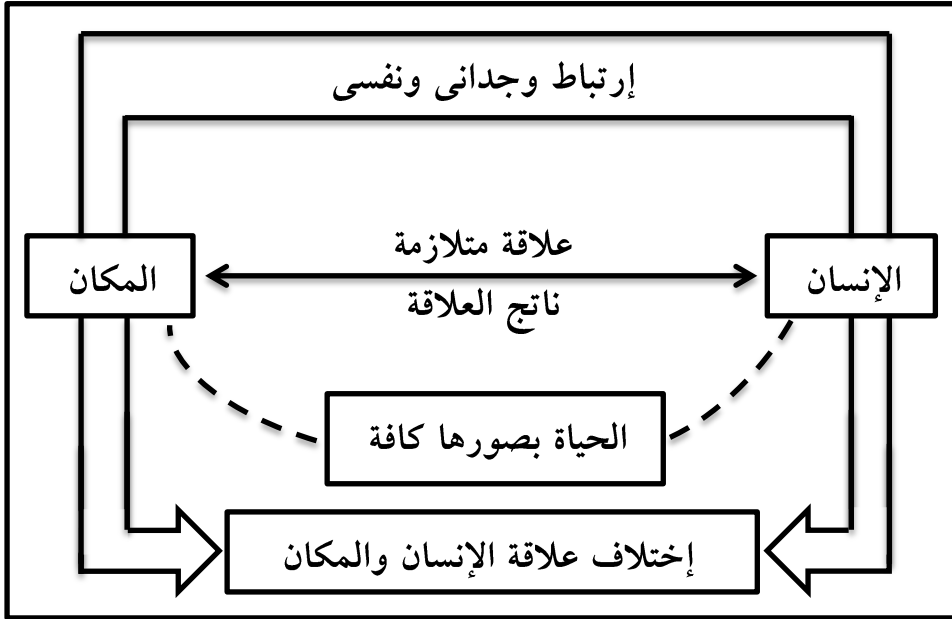 إرتباط وجدانى ونفسى
علاقة متلازمة
الإنسان
المكان
ناتج العلاقة
الحياة بصورها كافة
إختلاف علاقة الإنسان والمكان